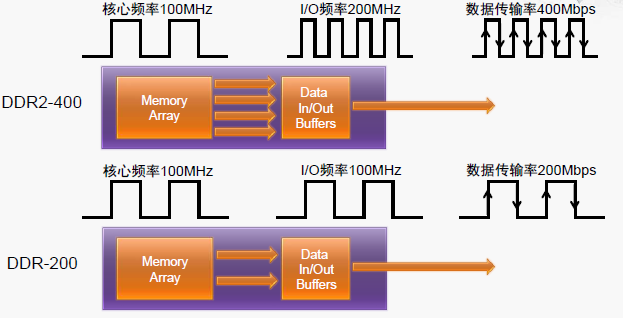 核心频率100MHz
I/O频率200MHz
数据传输率400Mbps
DDR2-400
Memory
Array
Data
In/Out
Buffers
核心频率100MHz
I/O频率100MHz
数据传输率200Mbps
DDR-200
Memory
Array
Data
In/Out
Buffers